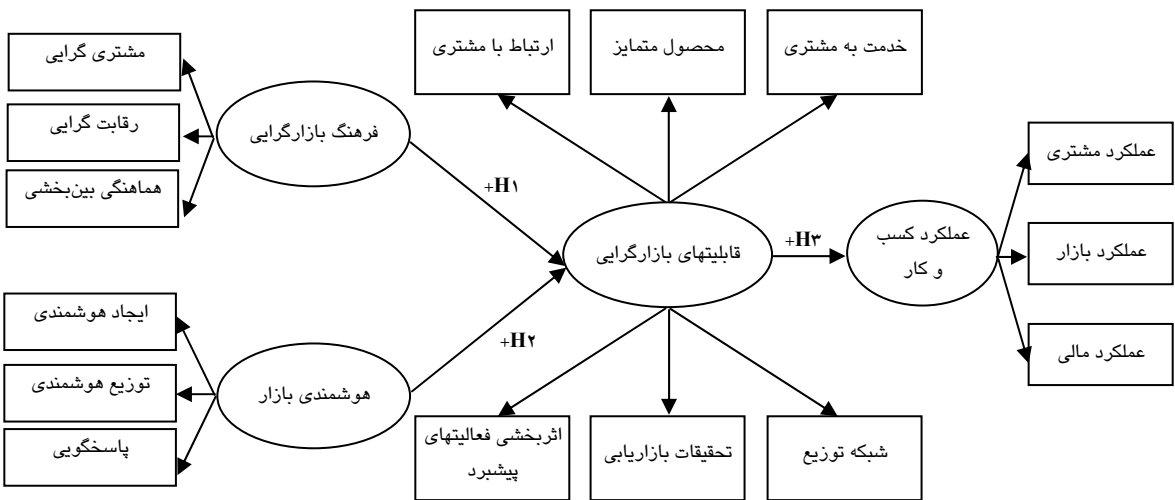 ارتباط با مشتری
محصول متمایز
خدمت به مشتری
مشتری گرایی
رقابت گرایی
هماهنگی بین‌بخشی
فرهنگ بازارگرایی
+H۱
عملکرد مشتری
عملکرد بازار
عملکرد مالی
قابلیتهای بازارگرایی
+H۳
عملکرد کسب
و کار
ایجاد هوشمندی
توزیع هوشمندی
پاسخگویی
هوشمندی بازار
+H۲
اثربخشی فعالیتهای
پیشبرد
تحقیقات بازاریابی
شبکه توزیع